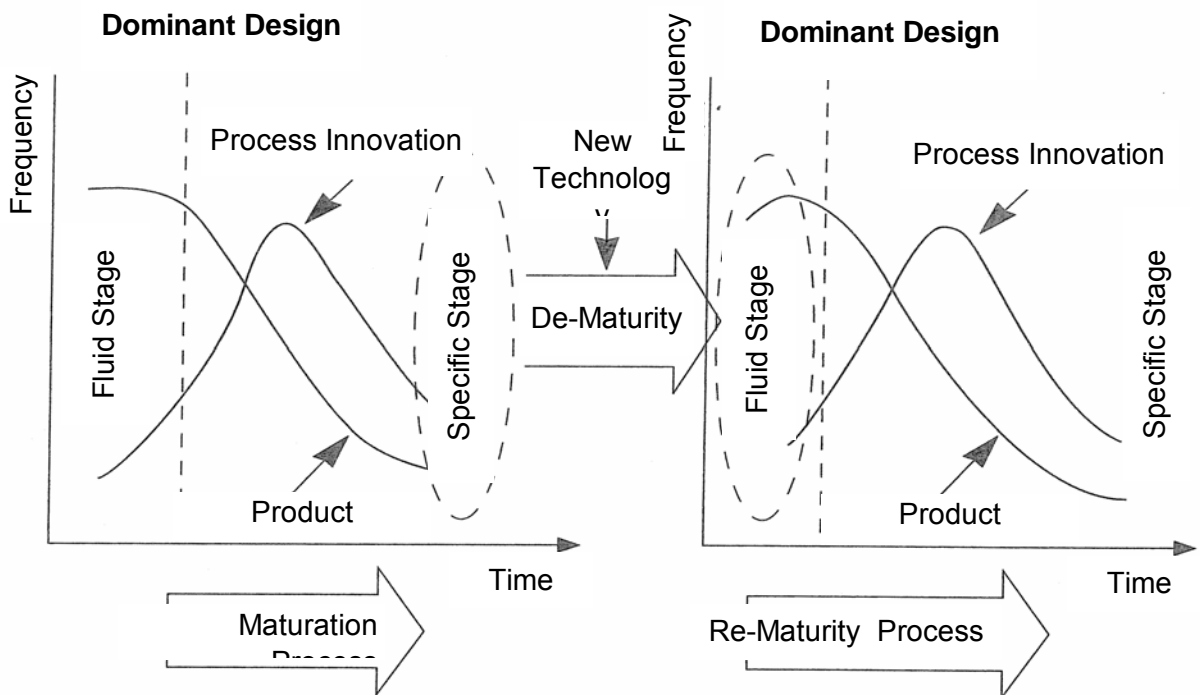 Dominant Design
Frequency
Process Innovation
Fluid Stage
Specific Stage
Product
Time
Maturation
New
Technolog
De-Maturity
Dominant Design
Frequency
Process Innovation
Fluid Stage
Specific Stage
Product
Time
Re-Maturity Process